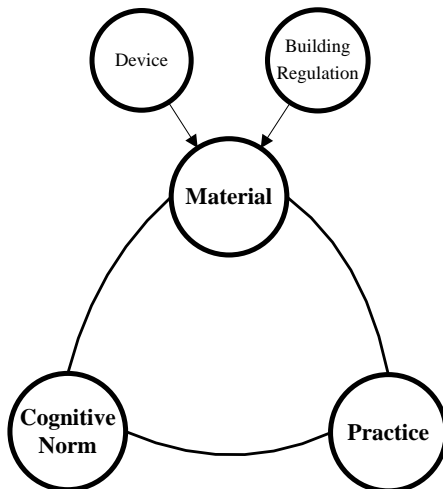 Device
Building
Regulation
Material
Cognitive
Norm
Practice